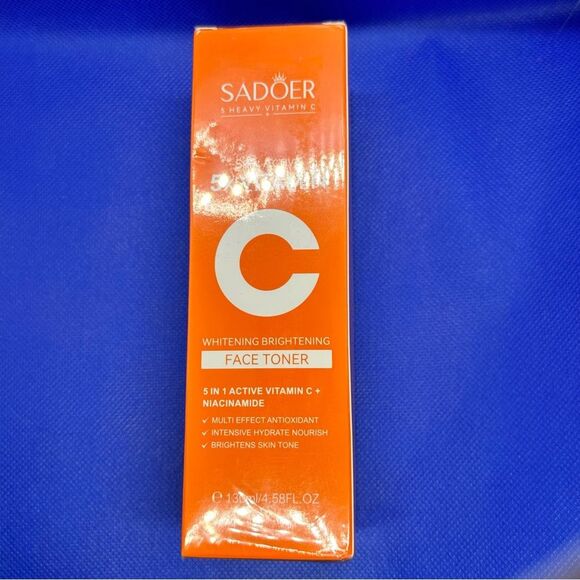 SADOER
5 HEAVY VITAMIN C
C
WHITENING BRIGHTENING
FACE TONER
5 IN 1 ACTIVE VITAMIN C +
NIACINAMIDE
✓ MULTI EFFECT ANTIOXIDANT
✓ INTENSIVE HYDRATE NOURISH
✓ BRIGHTENS SKIN TONE
℮ 130ml/4.58FL.OZ